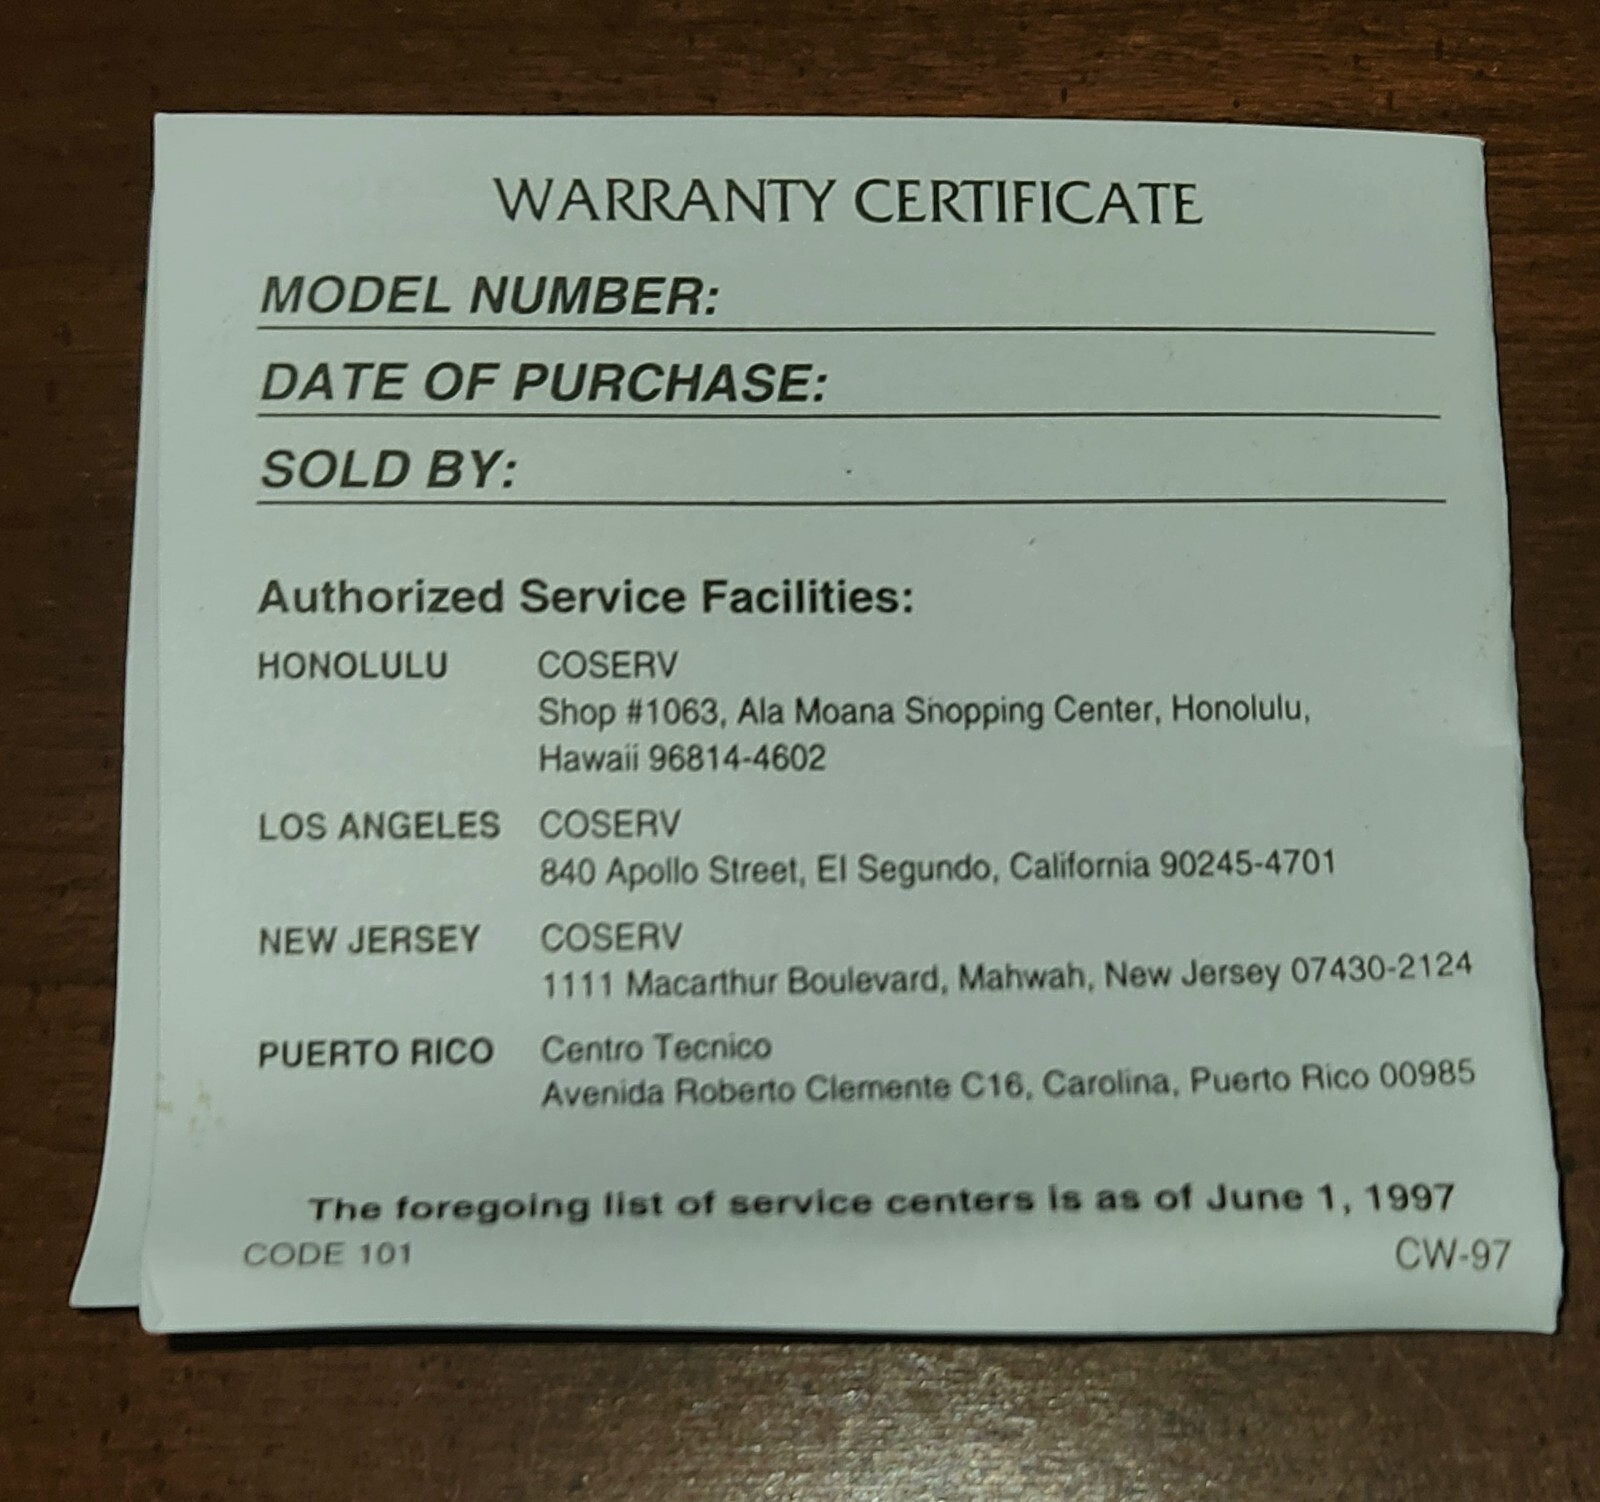 WARRANTY CERTIFICATE
MODEL NUMBER:
DATE OF PURCHASE:
SOLD BY:
Authorized Service Facilities:
HONOLULU COSERV
Shop #1063, Ala Moana Snopping Center, Honolulu,
Hawaii 96814-4602
LOS ANGELES COSERV
840 Apollo Street, El Segundo, California 90245-4701
NEW JERSEY COSERV
1111 Macarthur Boulevard, Mahwah, New Jersey 07430-2124
PUERTO RICO Centro Tecnico
Avenida Roberto Clemente C16, Carolina, Puerto Rico 00985
The foregoing list of service centers is as of June 1, 1997
CODE 101 CW-97